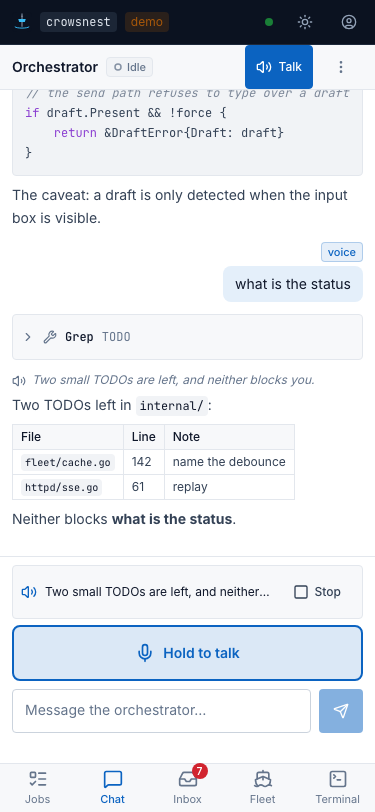 crowsnest demo
Orchestrator Idle Talk
// the send path refuses to type over a draft
if draft.Present && !force {
return &DraftError{Draft: draft}
}
The caveat: a draft is only detected when the input
box is visible.
voice
what is the status
Grep TODO
Two small TODOs are left, and neither blocks you.
Two TODOs left in internal/:
File Line Note
fleet/cache.go 142 name the debounce
httpd/sse.go 61 replay
Neither blocks what is the status.
Two small TODOs are left, and neither... Stop
Hold to talk
Message the orchestrator...
7
Jobs Chat Inbox Fleet Terminal